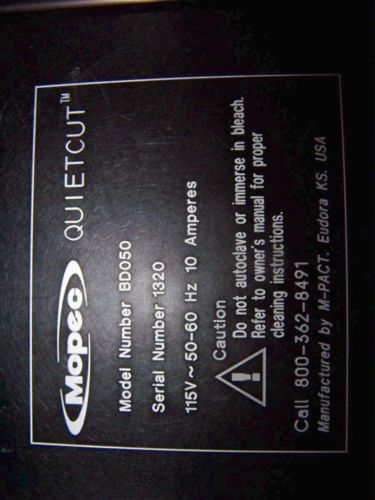 Mopec QUIETCUT™
Model Number BD050
Serial Number 1320
115V ~ 50-60 Hz 10 Amperes
Caution
Do not autoclave or immerse in bleach.
Refer to owner's manual for proper
cleaning instructions.
Call 800-362-8491
Manufactured by M-PACT. Eudora KS. USA